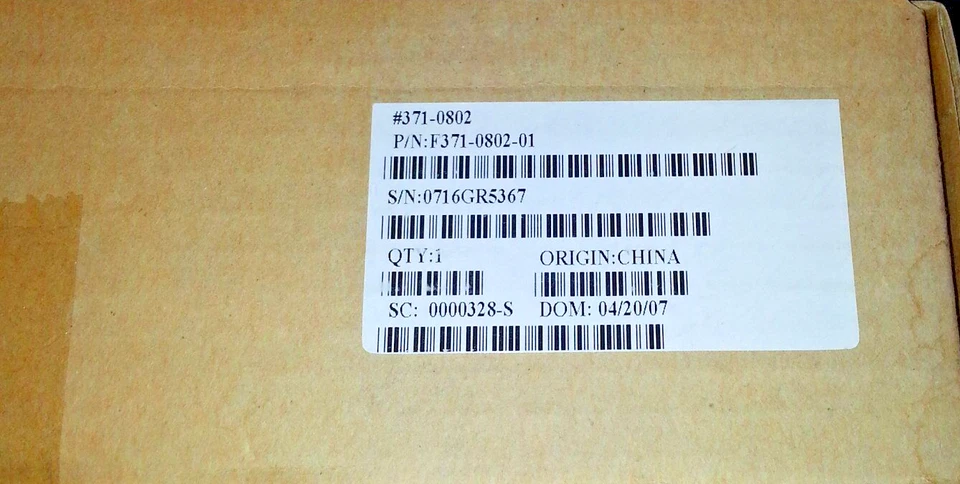 #371-0802
P/N:F371-0802-01
S/N:0716GR5367
QTY:1 ORIGIN:CHINA
SC: 0000328-S DOM: 04/20/07